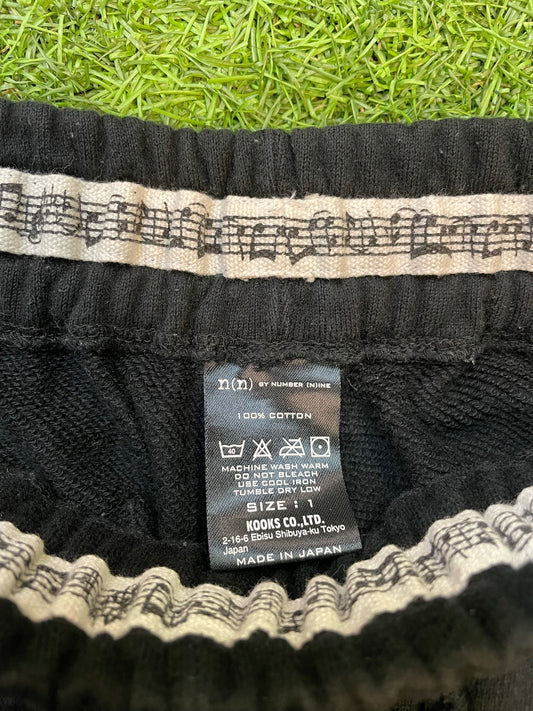 n(n) BY NUMBER (N)INE
100% COTTON
40
MACHINE WASH WARM
DO NOT BLEACH
USE COOL IRON
TUMBLE DRY LOW
SIZE : 1
KOOKS CO.,LTD.
2-16-6 Ebisu Shibuya-ku Tokyo
Japan
MADE IN JAPAN